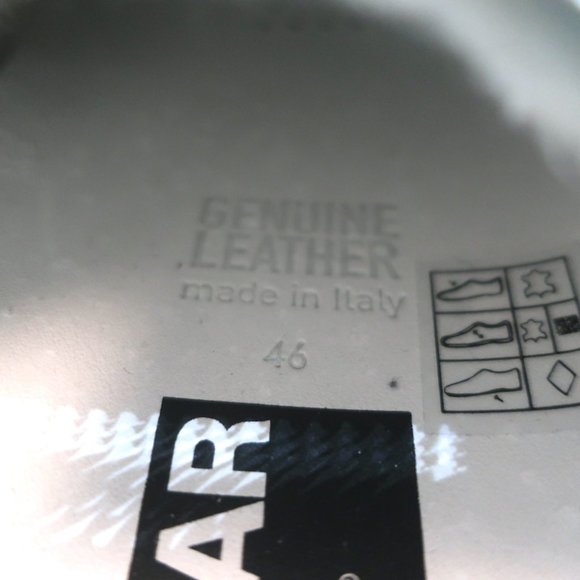 GENUINE
LEATHER
made in Italy
46
AR
®